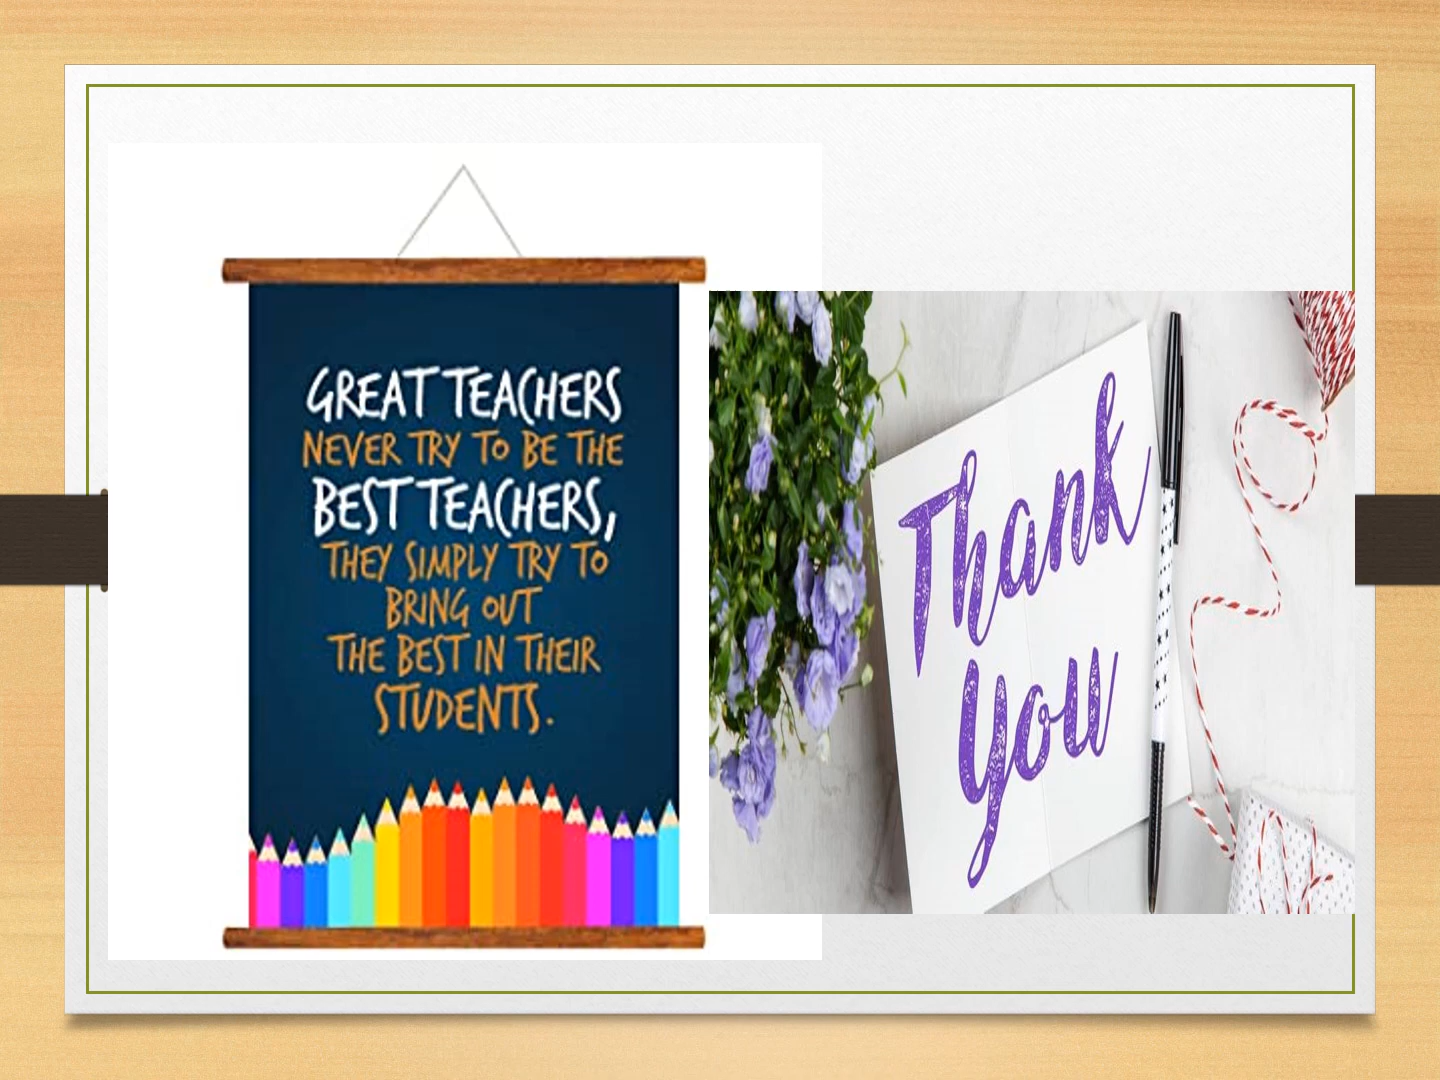 GREAT TEACHERS
NEVER TRY TO BE THE
BEST TEACHERS,
THEY SIMPLY TRY TO
BRING OUT
THE BEST IN THEIR
STUDENTS.
Thank
You